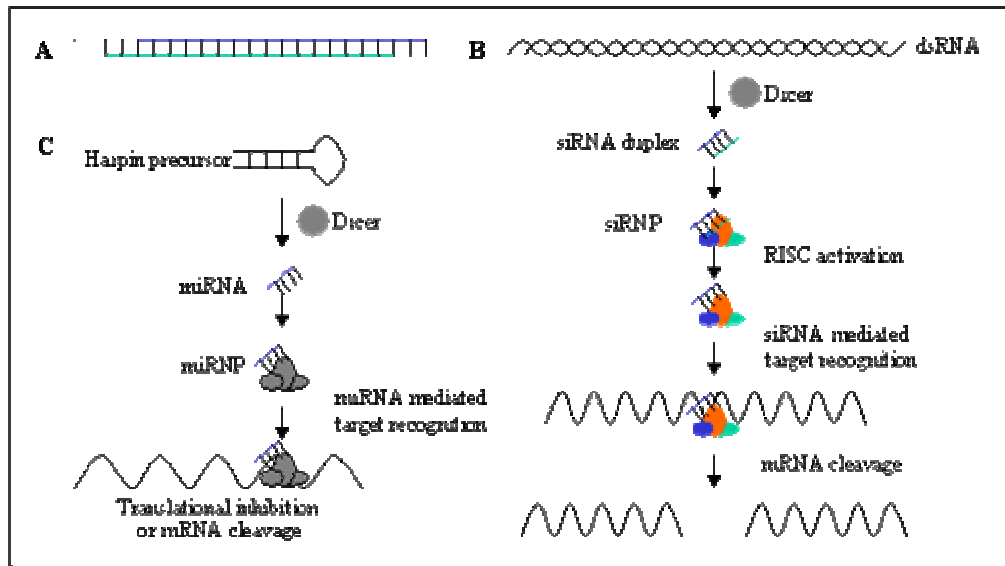 A
B
dsRNA
Dicer
siRNA duplex
siRNP
RISC activation
siRNA mediated
target recognition
mRNA cleavage
C
Harpin precursor
Dicer
miRNA
miRNP
miRNA mediated
target recognition
Translational inhibition
or mRNA cleavage